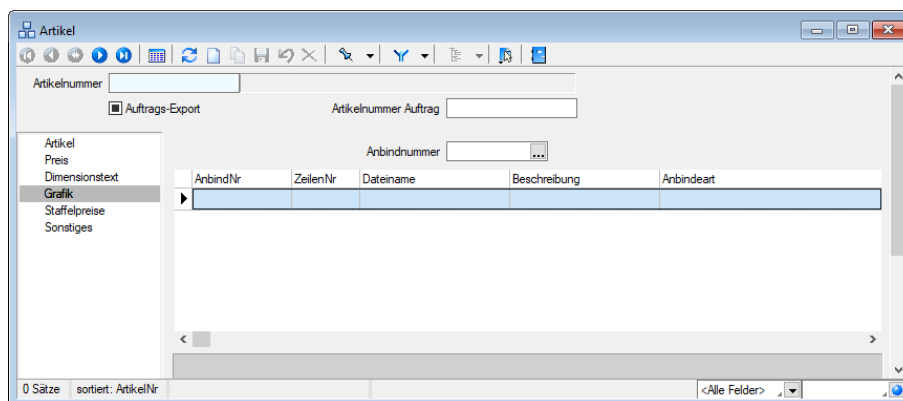 Artikel
Artikelnummer
Auftrags-Export Artikelnummer Auftrag
Artikel
Preis
Dimensionstext
Grafik
Staffelpreise
Sonstiges
Anbindnummer ...
AnbindNr ZeilenNr Dateiname Beschreibung Anbindeart
0 Sätze sortiert: ArtikelNr <Alle Felder>